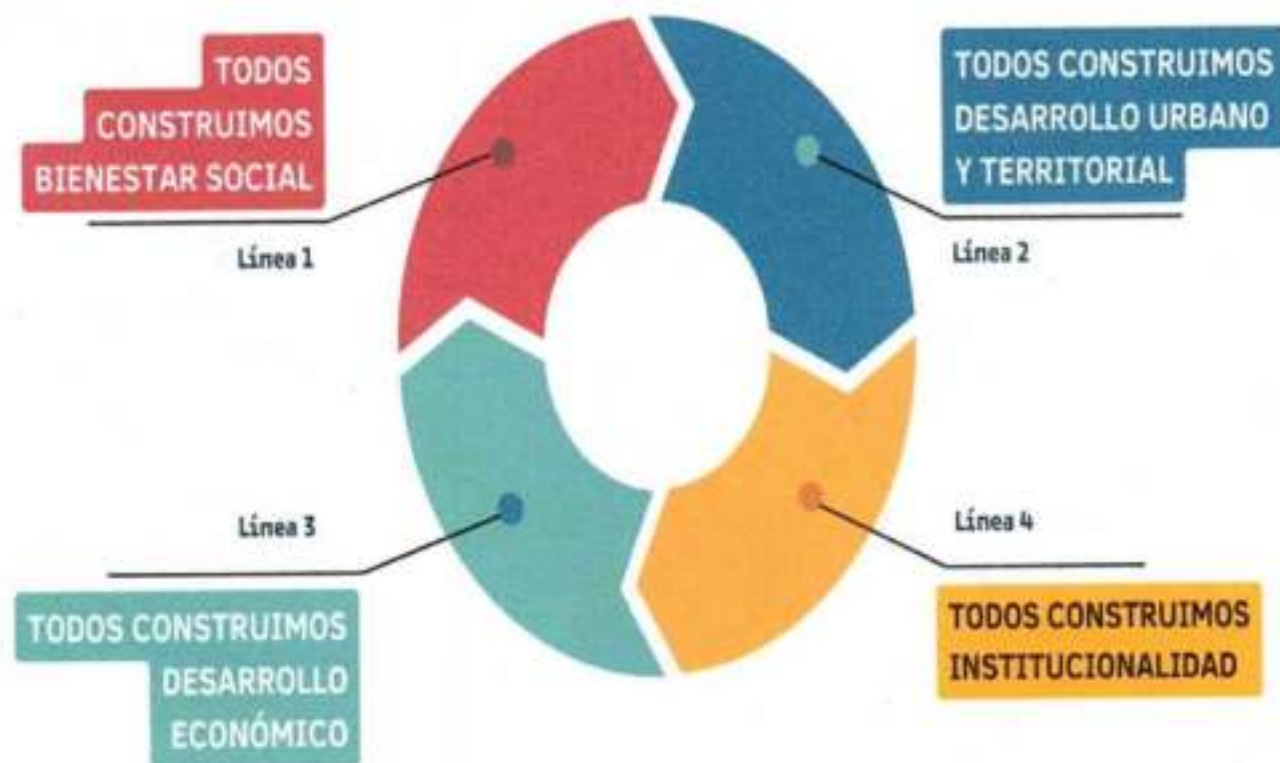 TODOS
CONSTRUIMOS
BIENESTAR SOCIAL
Línea 1
TODOS CONSTRUIMOS
DESARROLLO URBANO
Y TERRITORIAL
Línea 2
Línea 3
TODOS CONSTRUIMOS
DESARROLLO
ECONÓMICO
Línea 4
TODOS CONSTRUIMOS
INSTITUCIONALIDAD